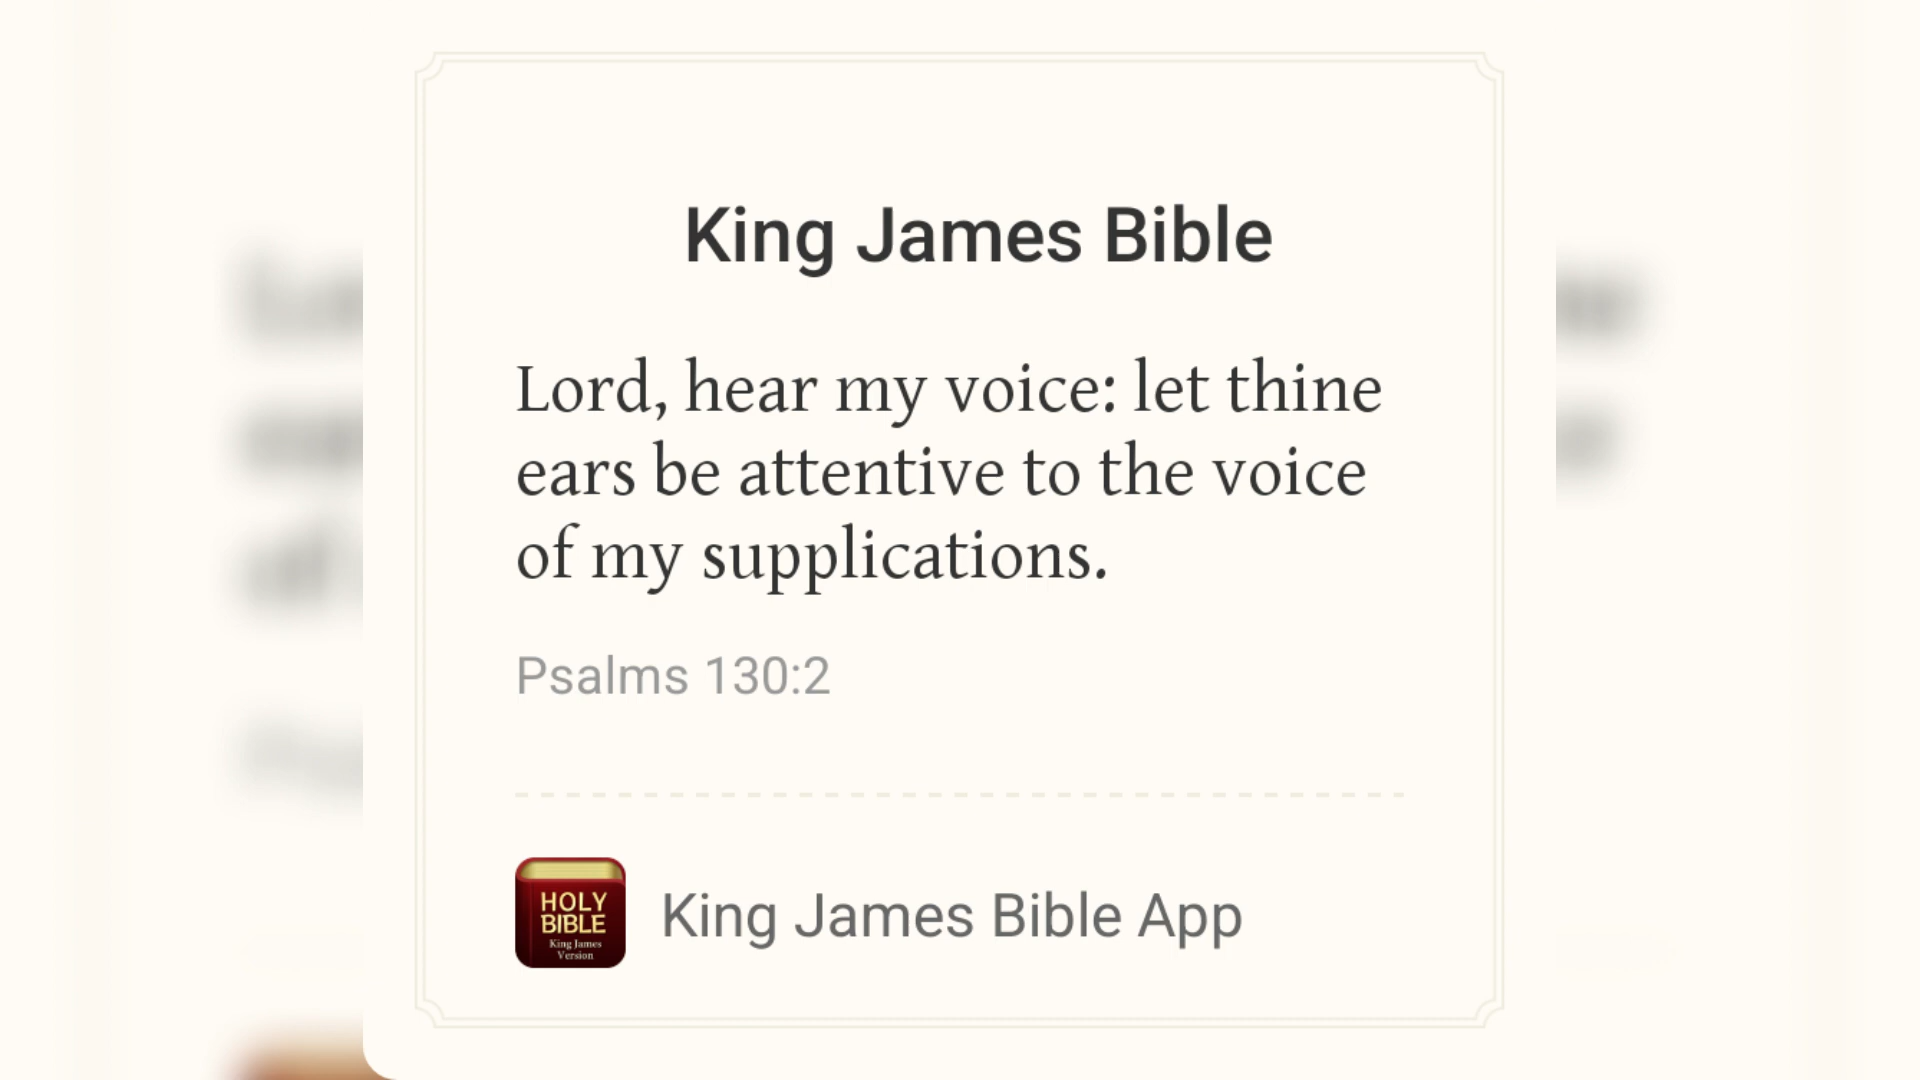 King James Bible
Lord, hear my voice: let thine
ears be attentive to the voice
of my supplications.
Psalms 130:2
HOLY
BIBLE
King James
Version
King James Bible App